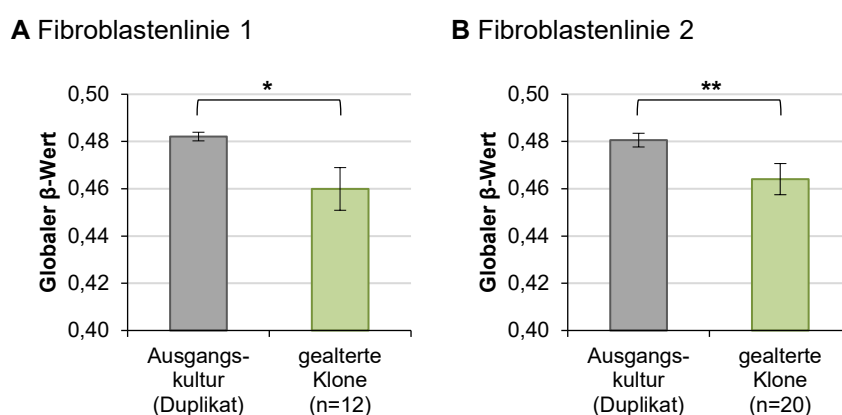 A Fibroblastenlinie 1
*
0,50
0,48
0,46
0,44
0,42
0,40
Globaler β-Wert
Ausgangs-
kultur
(Duplikat)
gealterte
Klone
(n=12)
B Fibroblastenlinie 2
**
0,50
0,48
0,46
0,44
0,42
0,40
Globaler β-Wert
Ausgangs-
kultur
(Duplikat)
gealterte
Klone
(n=20)